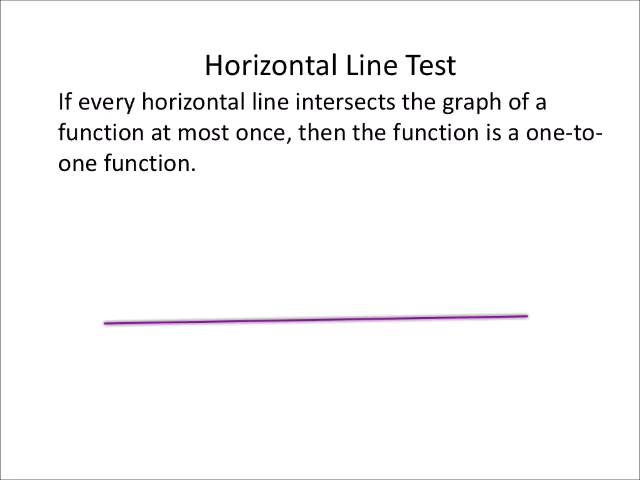 Horizontal Line Test
If every horizontal line intersects the graph of a
function at most once, then the function is a one-to-
one function.